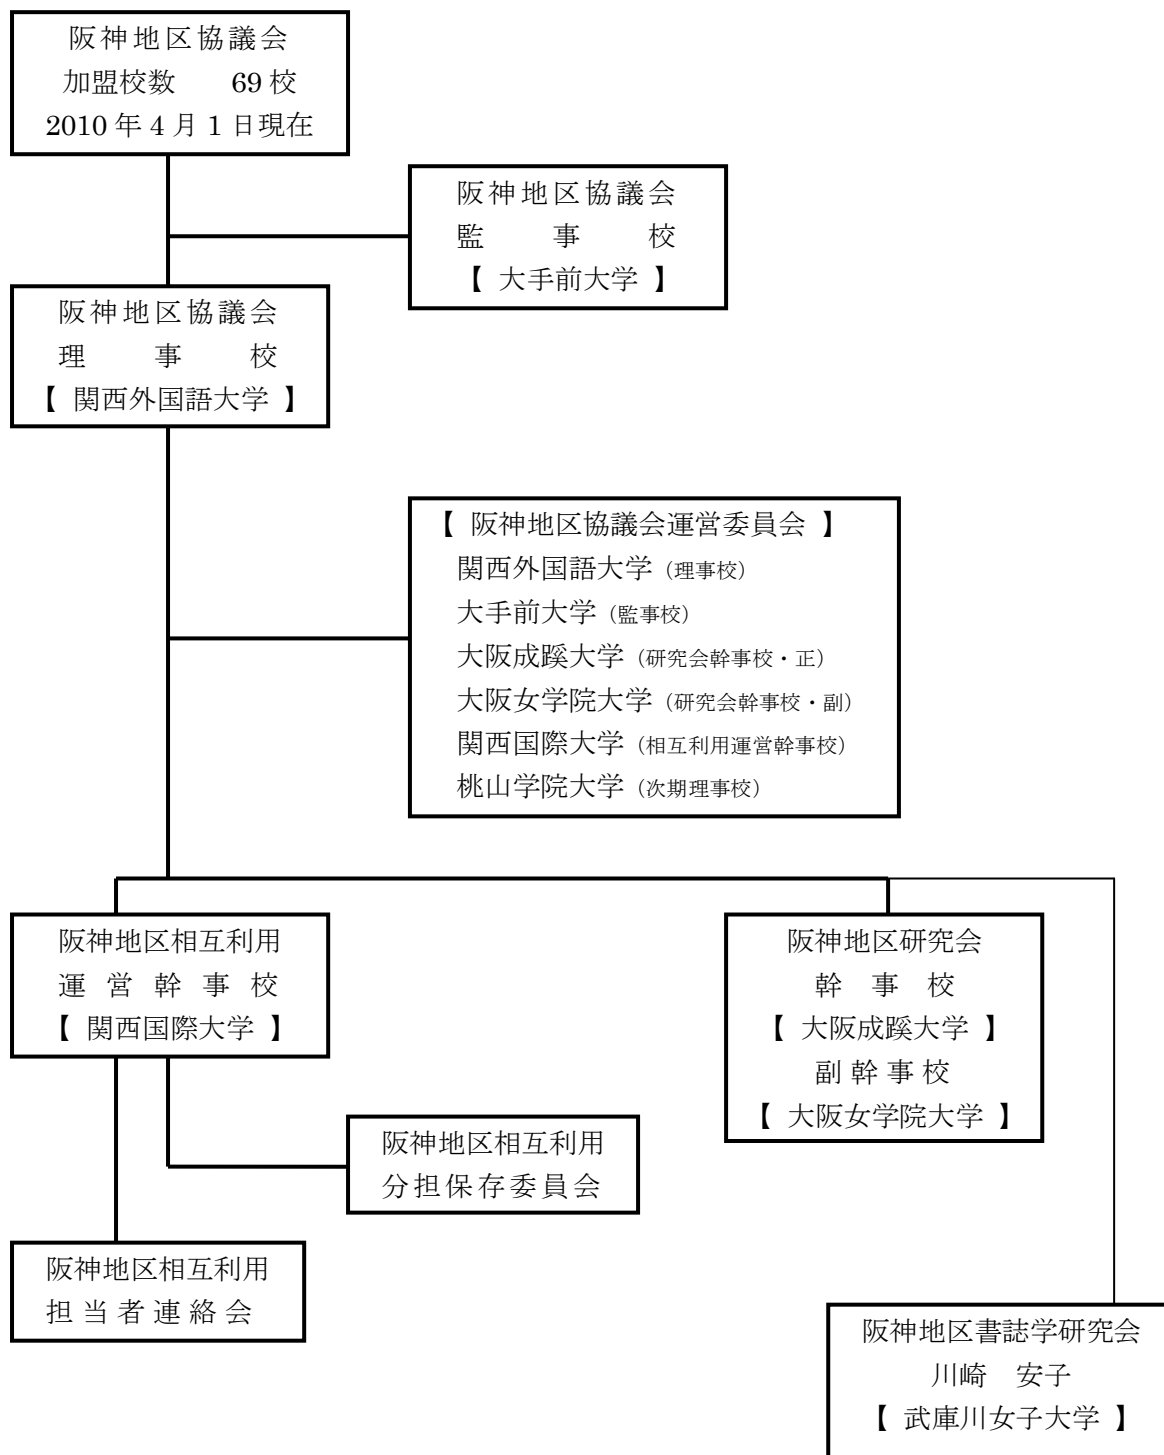 阪神地区協議会
加盟校数　69校
2010年4月1日現在
阪神地区協議会
監事校
【 大手前大学 】
阪神地区協議会
理事校
【 関西外国語大学 】
【 阪神地区協議会運営委員会 】
関西外国語大学（理事校）
大手前大学（監事校）
大阪成蹊大学（研究会幹事校・正）
大阪女学院大学（研究会幹事校・副）
関西国際大学（相互利用運営幹事校）
桃山学院大学（次期理事校）
阪神地区相互利用
運営幹事校
【 関西国際大学 】
阪神地区研究会
幹事校
【 大阪成蹊大学 】
副幹事校
【 大阪女学院大学 】
阪神地区相互利用
分担保存委員会
阪神地区相互利用
担当者連絡会
阪神地区書誌学研究会
川崎　安子
【 武庫川女子大学 】